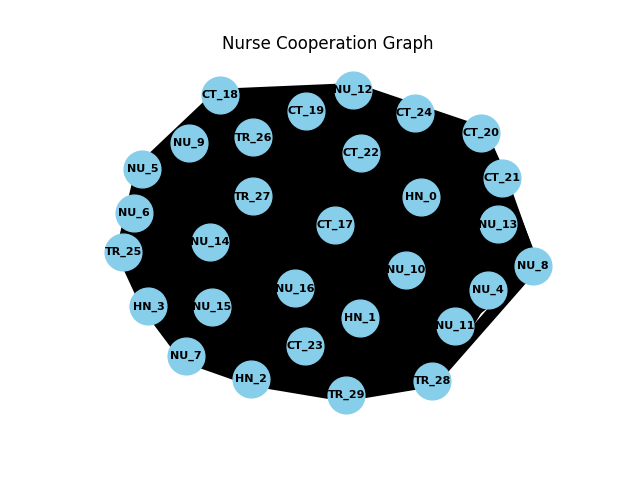 Nurse Cooperation Graph
NU_12
CT_18
CT_19
CT_24
CT_20
TR_26
NU_9
CT_22
NU_5
CT_21
TR_27
HN_0
NU_6
CT_17
NU_13
NU_14
TR_25
NU_8
NU_10
NU_16
NU_4
HN_3
NU_15
HN_1
NU_11
CT_23
NU_7
HN_2
TR_28
TR_29